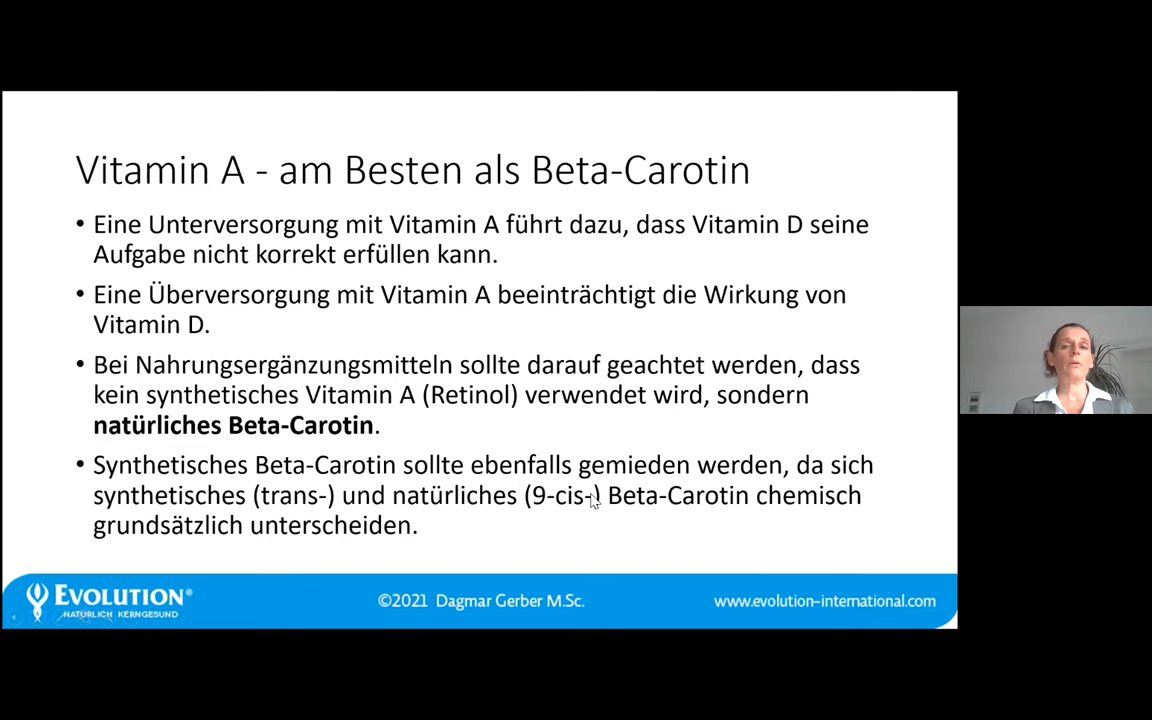 Vitamin A - am Besten als Beta-Carotin
• Eine Unterversorgung mit Vitamin A führt dazu, dass Vitamin D seine
Aufgabe nicht korrekt erfüllen kann.
• Eine Überversorgung mit Vitamin A beeinträchtigt die Wirkung von
Vitamin D.
• Bei Nahrungsergänzungsmitteln sollte darauf geachtet werden, dass
kein synthetisches Vitamin A (Retinol) verwendet wird, sondern
natürliches Beta-Carotin.
• Synthetisches Beta-Carotin sollte ebenfalls gemieden werden, da sich
synthetisches (trans-) und natürliches (9-cis-) Beta-Carotin chemisch
grundsätzlich unterscheiden.
EVOLUTION®
NATÜRLICH KERNGESUND
©2021 Dagmar Gerber M.Sc.
www.evolution-international.com